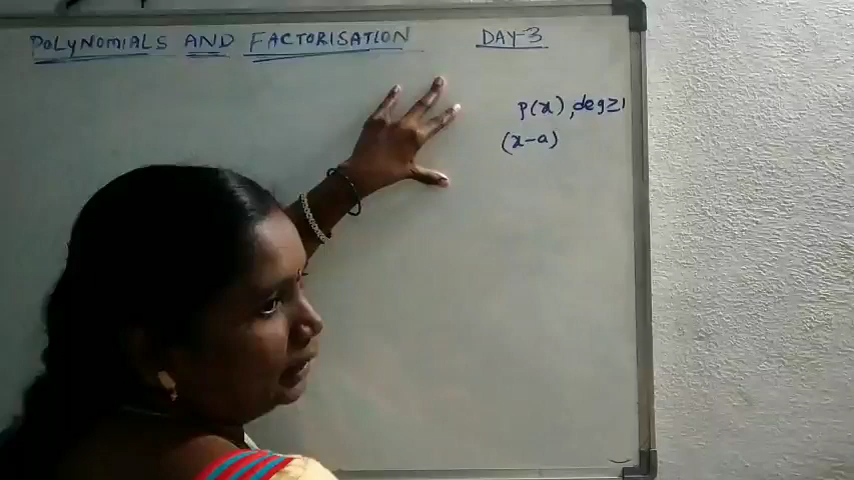 POLYNOMIALS AND FACTORISATION DAY-3
p(x), deg≥1
(x-a)